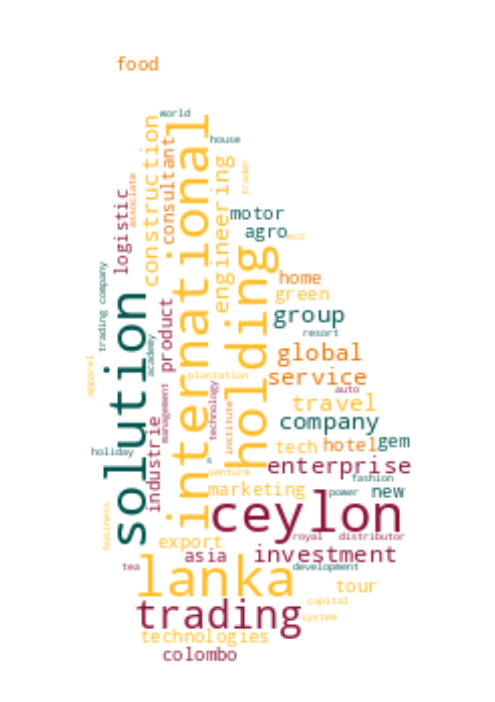 food
world
house
construction
consultant
international
engineering
trader
associate
logistic
motor
agro
eco
holding
home
green
group
resort
trading company
solution
academy
product
global
service
apparel
plantation
auto
travel
management
technology
institute
company
industrie
tech
hotel
gem
holiday
s
enterprise
venture
fashion
marketing
power
new
business
ceylon
royal
distributor
export
asia
investment
tea
development
lanka
tour
capital
trading
system
technologies
colombo